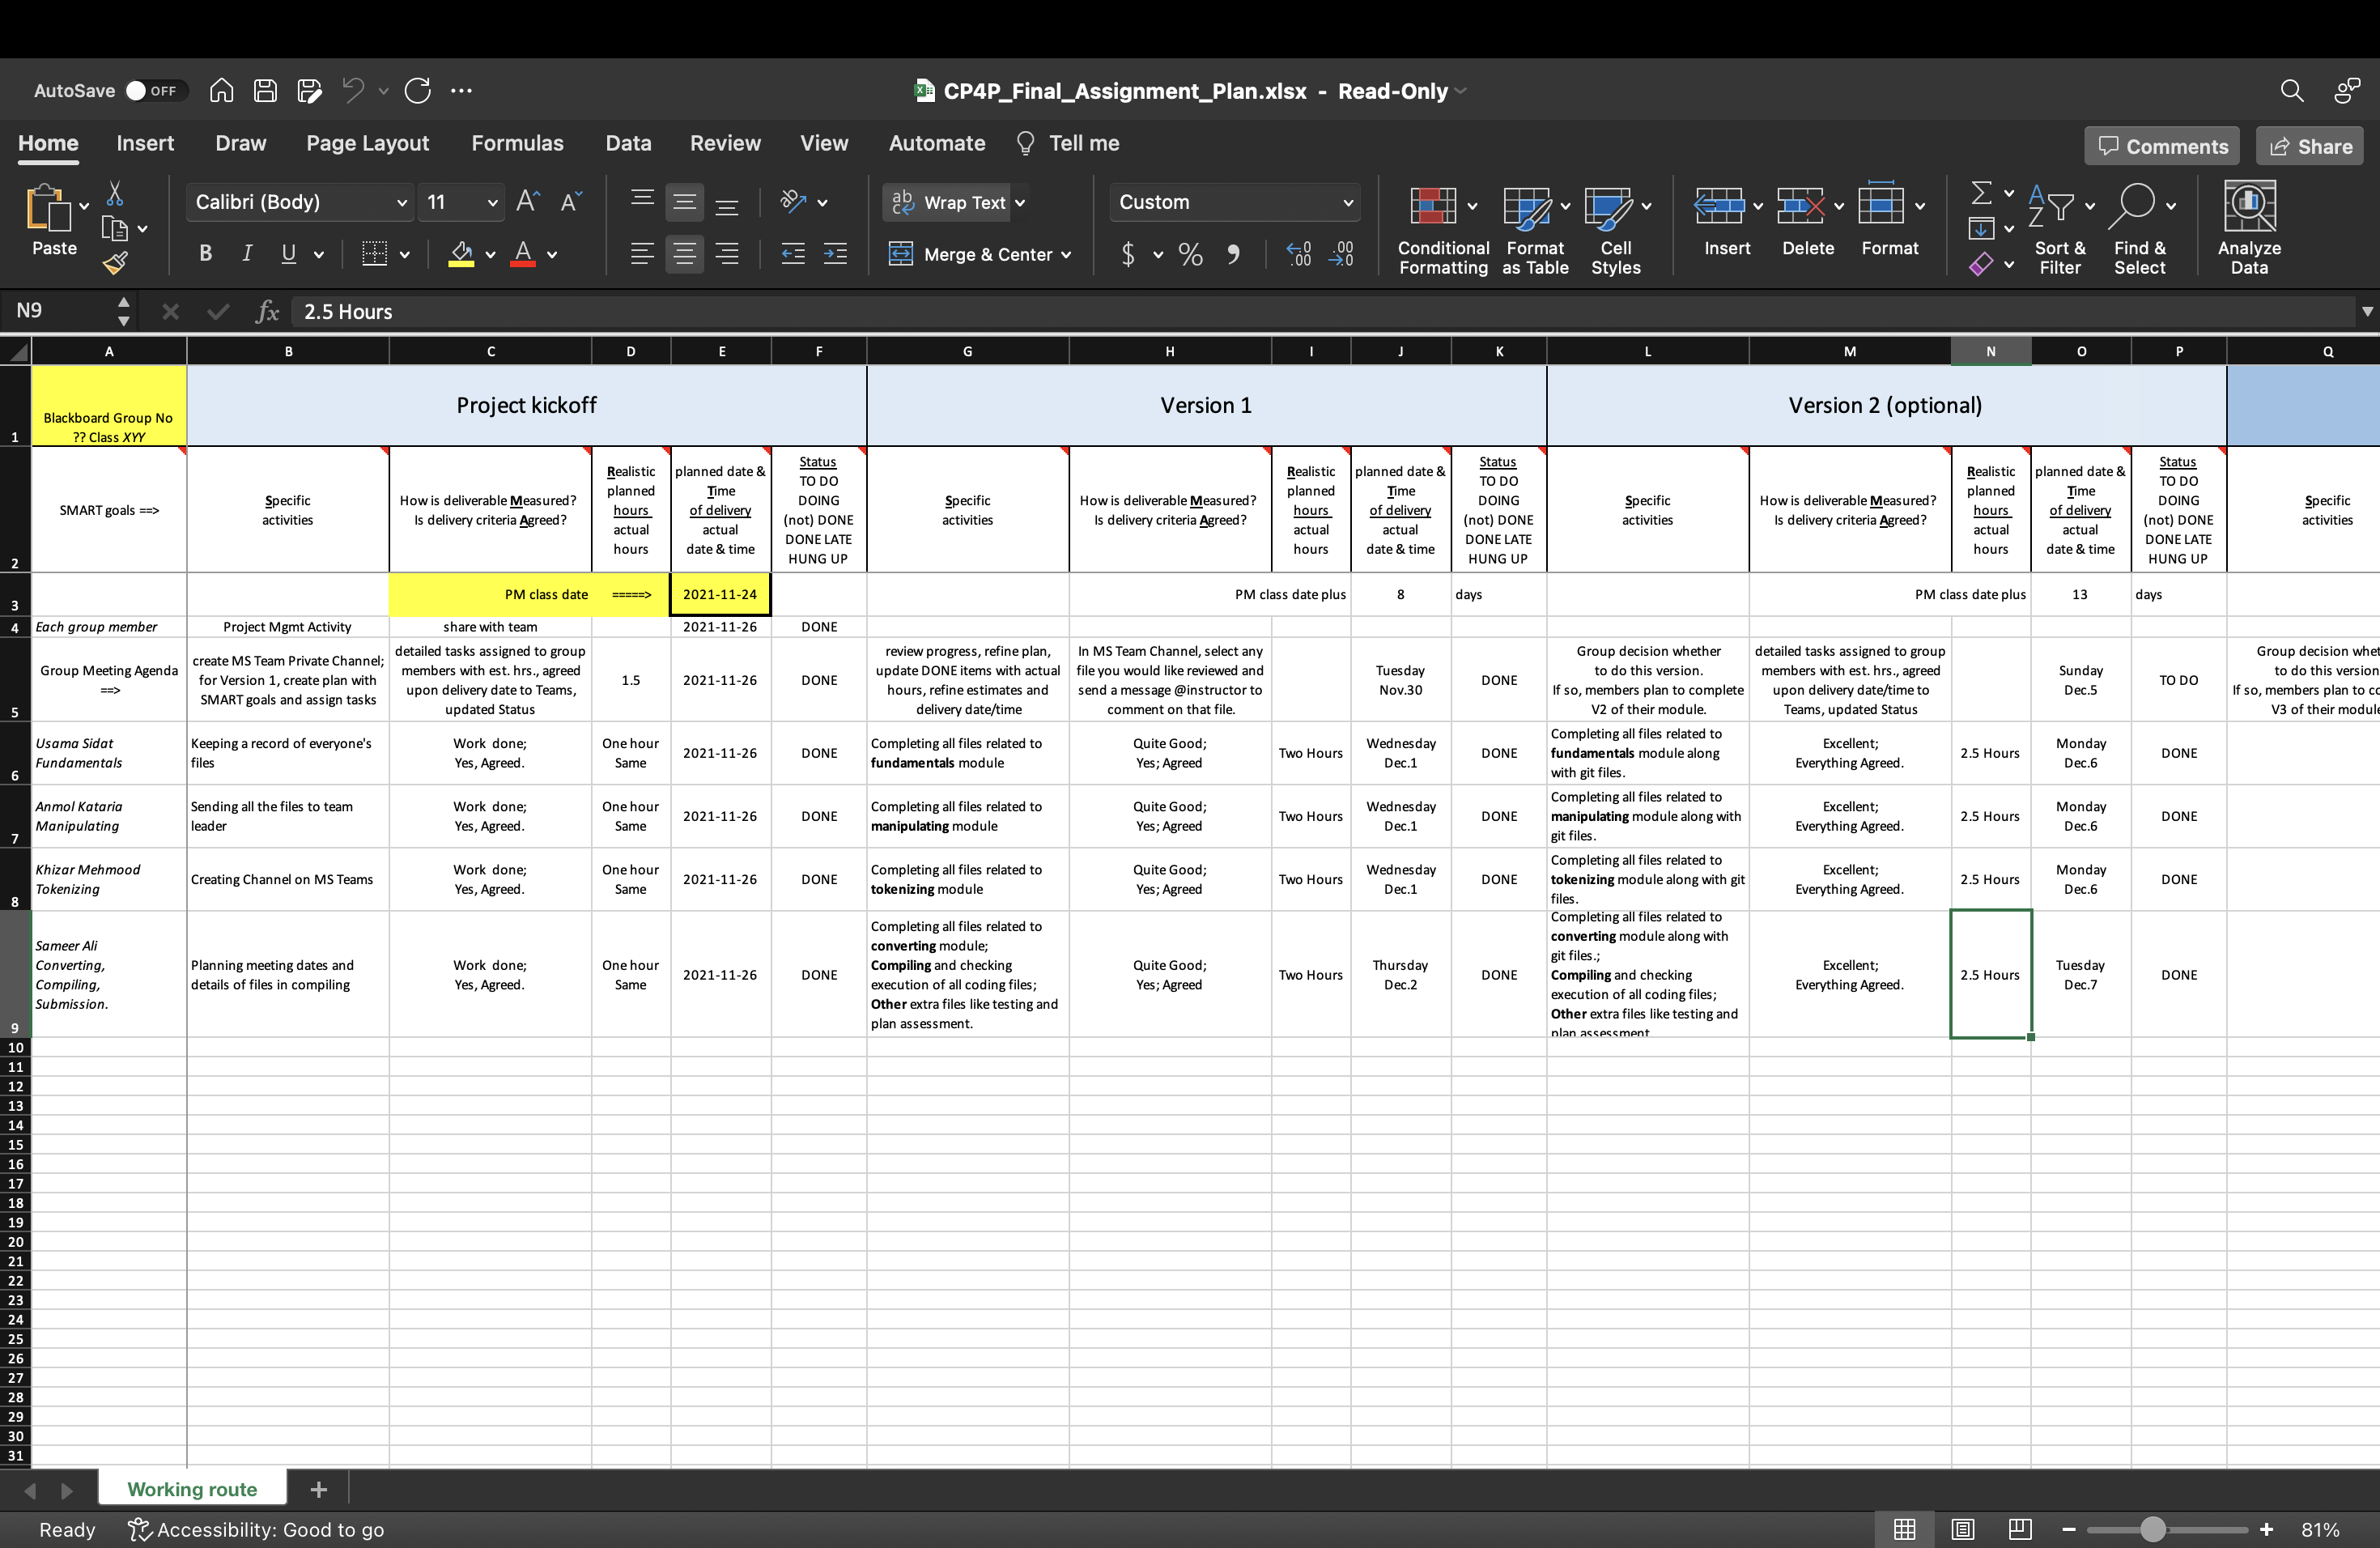 AutoSave OFF
CP4P_Final_Assignment_Plan.xlsx - Read-Only
Home Insert Draw Page Layout Formulas Data Review View Automate Tell me
Comments Share
Paste
Calibri (Body) 11
Wrap Text
Merge & Center
Custom
Conditional Formatting
Format as Table
Cell Styles
Insert Delete Format
Sort & Filter
Find & Select
Analyze Data
N9 fx 2.5 Hours
A B C D E F G H I J K L M N O P Q
1
Blackboard Group No
?? Class XYY
Project kickoff
Version 1
Version 2 (optional)
2
SMART goals ==>
Specific
activities
How is deliverable Measured?
Is delivery criteria Agreed?
Realistic
planned
hours
actual
hours
planned date &
Time
of delivery
actual
date & time
Status
TO DO
DOING
(not) DONE
DONE LATE
HUNG UP
Specific
activities
How is deliverable Measured?
Is delivery criteria Agreed?
Realistic
planned
hours
actual
hours
planned date &
Time
of delivery
actual
date & time
Status
TO DO
DOING
(not) DONE
DONE LATE
HUNG UP
Specific
activities
How is deliverable Measured?
Is delivery criteria Agreed?
Realistic
planned
hours
actual
hours
planned date &
Time
of delivery
actual
date & time
Status
TO DO
DOING
(not) DONE
DONE LATE
HUNG UP
Specific
activities
3
PM class date =====> 2021-11-24
PM class date plus 8 days
PM class date plus 13 days
4
Each group member
Project Mgmt Activity
share with team
2021-11-26
DONE
5
Group Meeting Agenda
==>
create MS Team Private Channel;
for Version 1, create plan with
SMART goals and assign tasks
detailed tasks assigned to group
members with est. hrs., agreed
upon delivery date to Teams,
updated Status
1.5
2021-11-26
DONE
review progress, refine plan,
update DONE items with actual
hours, refine estimates and
delivery date/time
In MS Team Channel, select any
file you would like reviewed and
send a message @instructor to
comment on that file.
Tuesday
Nov.30
DONE
Group decision whether
to do this version.
If so, members plan to complete
V2 of their module.
detailed tasks assigned to group
members with est. hrs., agreed
upon delivery date/time to
Teams, updated Status
Sunday
Dec.5
TO DO
Group decision whet
to do this version
If so, members plan to co
V3 of their module
6
Usama Sidat
Fundamentals
Keeping a record of everyone's
files
Work done;
Yes, Agreed.
One hour
Same
2021-11-26
DONE
Completing all files related to
fundamentals module
Quite Good;
Yes; Agreed
Two Hours
Wednesday
Dec.1
DONE
Completing all files related to
fundamentals module along
with git files.
Excellent;
Everything Agreed.
2.5 Hours
Monday
Dec.6
DONE
7
Anmol Kataria
Manipulating
Sending all the files to team
leader
Work done;
Yes, Agreed.
One hour
Same
2021-11-26
DONE
Completing all files related to
manipulating module
Quite Good;
Yes; Agreed
Two Hours
Wednesday
Dec.1
DONE
Completing all files related to
manipulating module along with
git files.
Excellent;
Everything Agreed.
2.5 Hours
Monday
Dec.6
DONE
8
Khizar Mehmood
Tokenizing
Creating Channel on MS Teams
Work done;
Yes, Agreed.
One hour
Same
2021-11-26
DONE
Completing all files related to
tokenizing module
Quite Good;
Yes; Agreed
Two Hours
Wednesday
Dec.1
DONE
Completing all files related to
tokenizing module along with git
files.
Excellent;
Everything Agreed.
2.5 Hours
Monday
Dec.6
DONE
9
Sameer Ali
Converting,
Compiling,
Submission.
Planning meeting dates and
details of files in compiling
Work done;
Yes, Agreed.
One hour
Same
2021-11-26
DONE
Completing all files related to
converting module;
Compiling and checking
execution of all coding files;
Other extra files like testing and
plan assessment.
Quite Good;
Yes; Agreed
Two Hours
Thursday
Dec.2
DONE
Completing all files related to
converting module along with
git files.;
Compiling and checking
execution of all coding files;
Other extra files like testing and
plan assessment
Excellent;
Everything Agreed.
2.5 Hours
Tuesday
Dec.7
DONE
10
11
12
13
14
15
16
17
18
19
20
21
22
23
24
25
26
27
28
29
30
31
Working route
Ready Accessibility: Good to go 81%